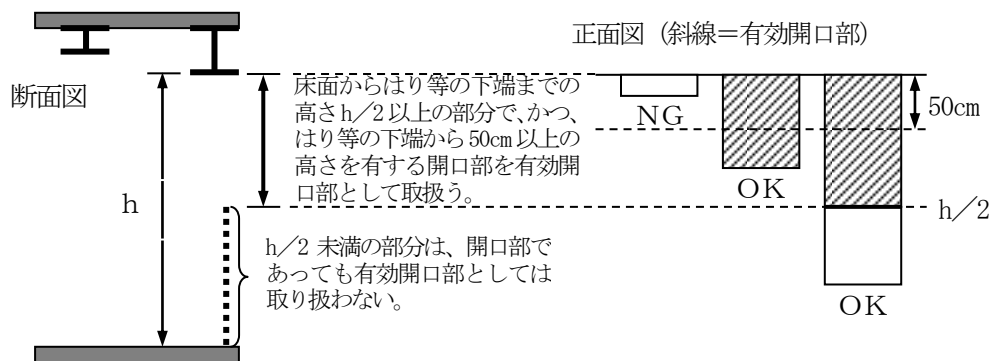 正面図（斜線＝有効開口部）
断面図
床面からはり等の下端までの
高さh／2以上の部分で、かつ、
はり等の下端から50cm以上の
高さを有する開口部を有効開
口部として取扱う。
NG
OK
50cm
h
h／2
h／2 未満の部分は、開口部で
あっても有効開口部としては
取り扱わない。
OK